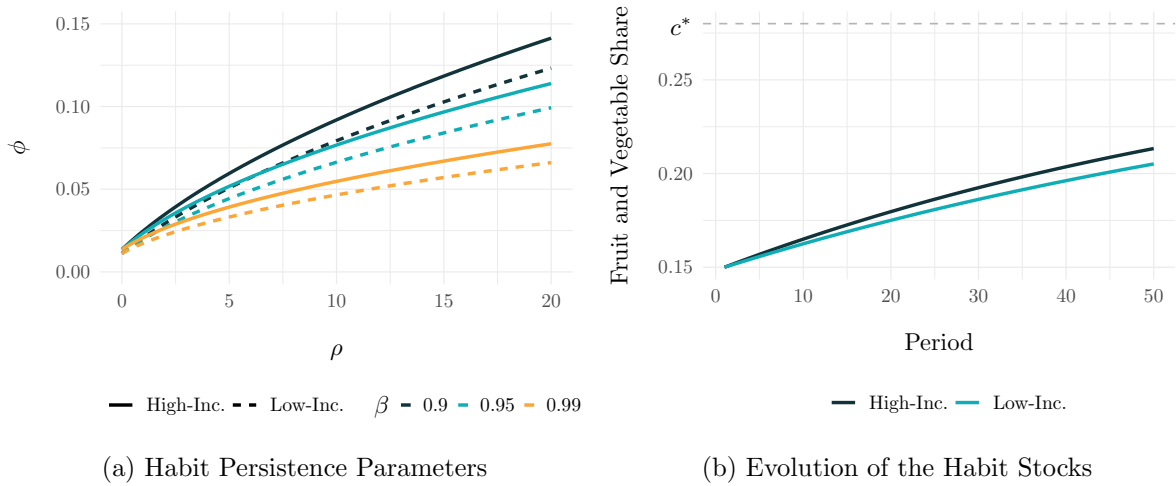 0.15
0.10
0.05
0.00
ϕ
0 5 10 15 20
ρ
High-Inc. Low-Inc. β 0.9 0.95 0.99
(a) Habit Persistence Parameters
Fruit and Vegetable Share
c*
0.25
0.20
0.15
0 10 20 30 40 50
Period
High-Inc. Low-Inc.
(b) Evolution of the Habit Stocks